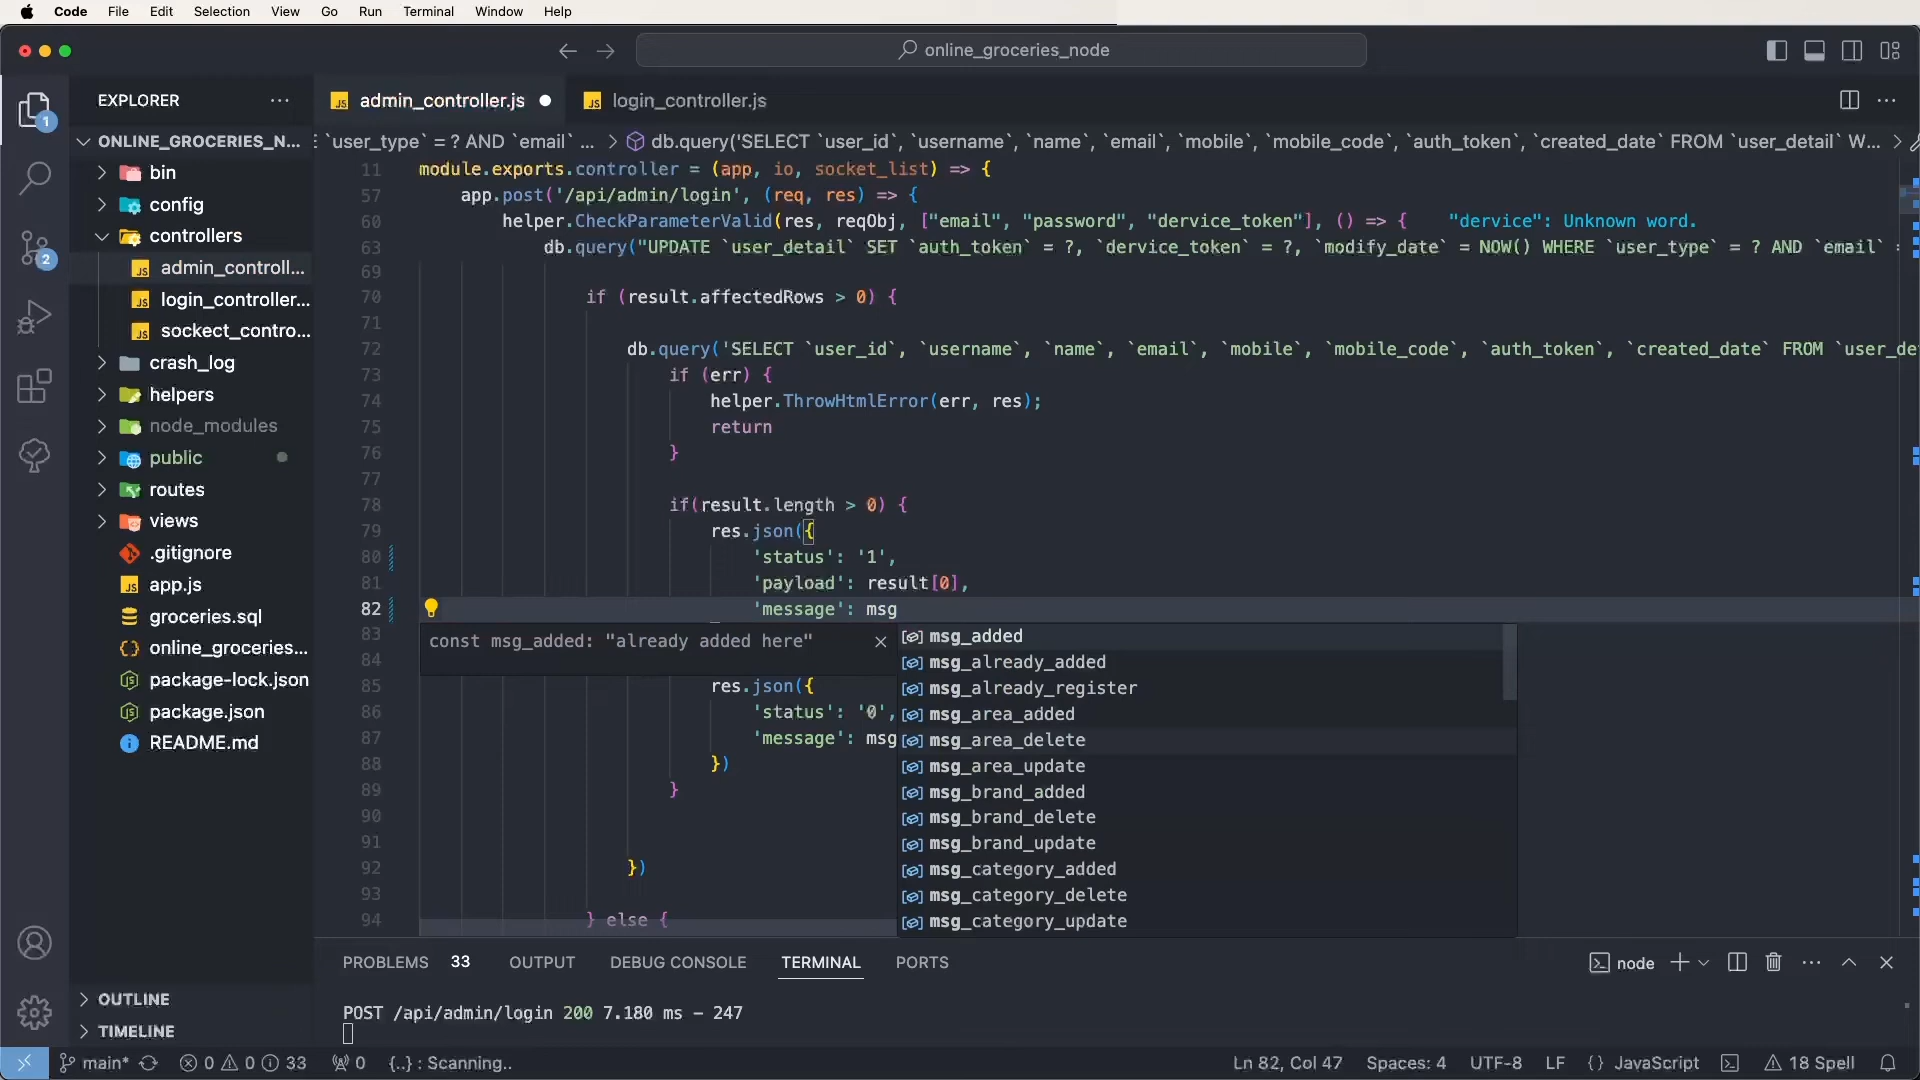 Code File Edit Selection View Go Run Terminal Window Help
online_groceries_node
EXPLORER
admin_controller.js
login_controller.js
ONLINE_GROCERIES_N...
`user_type` = ? AND `email` ... > db.query('SELECT `user_id`, `username`, `name`, `email`, `mobile`, `mobile_code`, `auth_token`, `created_date` FROM `user_detail` W...
bin
config
controllers
admin_controll...
login_controller...
sockect_contro...
crash_log
helpers
node_modules
public
routes
views
.gitignore
app.js
groceries.sql
online_groceries...
package-lock.json
package.json
README.md
OUTLINE
TIMELINE
11 module.exports.controller = (app, io, socket_list) => {
57 app.post('/api/admin/login', (req, res) => {
60 helper.CheckParameterValid(res, reqObj, ["email", "password", "dervice_token"], () => { "dervice": Unknown word.
63 db.query("UPDATE `user_detail` SET `auth_token` = ?, `dervice_token` = ?, `modify_date` = NOW() WHERE `user_type` = ? AND `email` =
69
70 if (result.affectedRows > 0) {
71
72 db.query('SELECT `user_id`, `username`, `name`, `email`, `mobile`, `mobile_code`, `auth_token`, `created_date` FROM `user_de
73 if (err) {
74 helper.ThrowHtmlError(err, res);
75 return
76 }
77
78 if(result.length > 0) {
79 res.json({
80 'status': '1',
81 'payload': result[0],
82 'message': msg
83
84
85 res.json({
86 'status': '0',
87 'message': msg
88 })
89 }
90
91
92 })
93
94 } else {
const msg_added: "already added here"
msg_added
msg_already_added
msg_already_register
msg_area_added
msg_area_delete
msg_area_update
msg_brand_added
msg_brand_delete
msg_brand_update
msg_category_added
msg_category_delete
msg_category_update
PROBLEMS 33 OUTPUT DEBUG CONSOLE TERMINAL PORTS
node
POST /api/admin/login 200 7.180 ms - 247
main* 0 0 33 0 {..} : Scanning.. Ln 82, Col 47 Spaces: 4 UTF-8 LF {} JavaScript 18 Spell
1
2